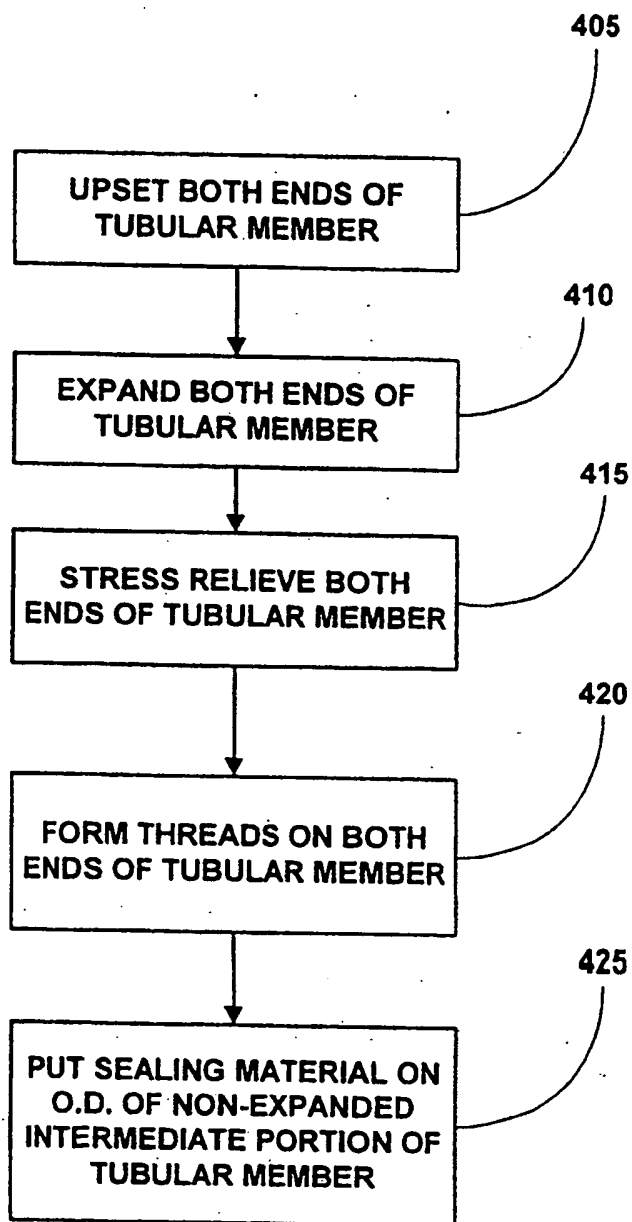 405
UPSET BOTH ENDS OF
TUBULAR MEMBER
410
EXPAND BOTH ENDS OF
TUBULAR MEMBER
415
STRESS RELIEVE BOTH
ENDS OF TUBULAR MEMBER
420
FORM THREADS ON BOTH
ENDS OF TUBULAR MEMBER
425
PUT SEALING MATERIAL ON
O.D. OF NON-EXPANDED
INTERMEDIATE PORTION OF
TUBULAR MEMBER